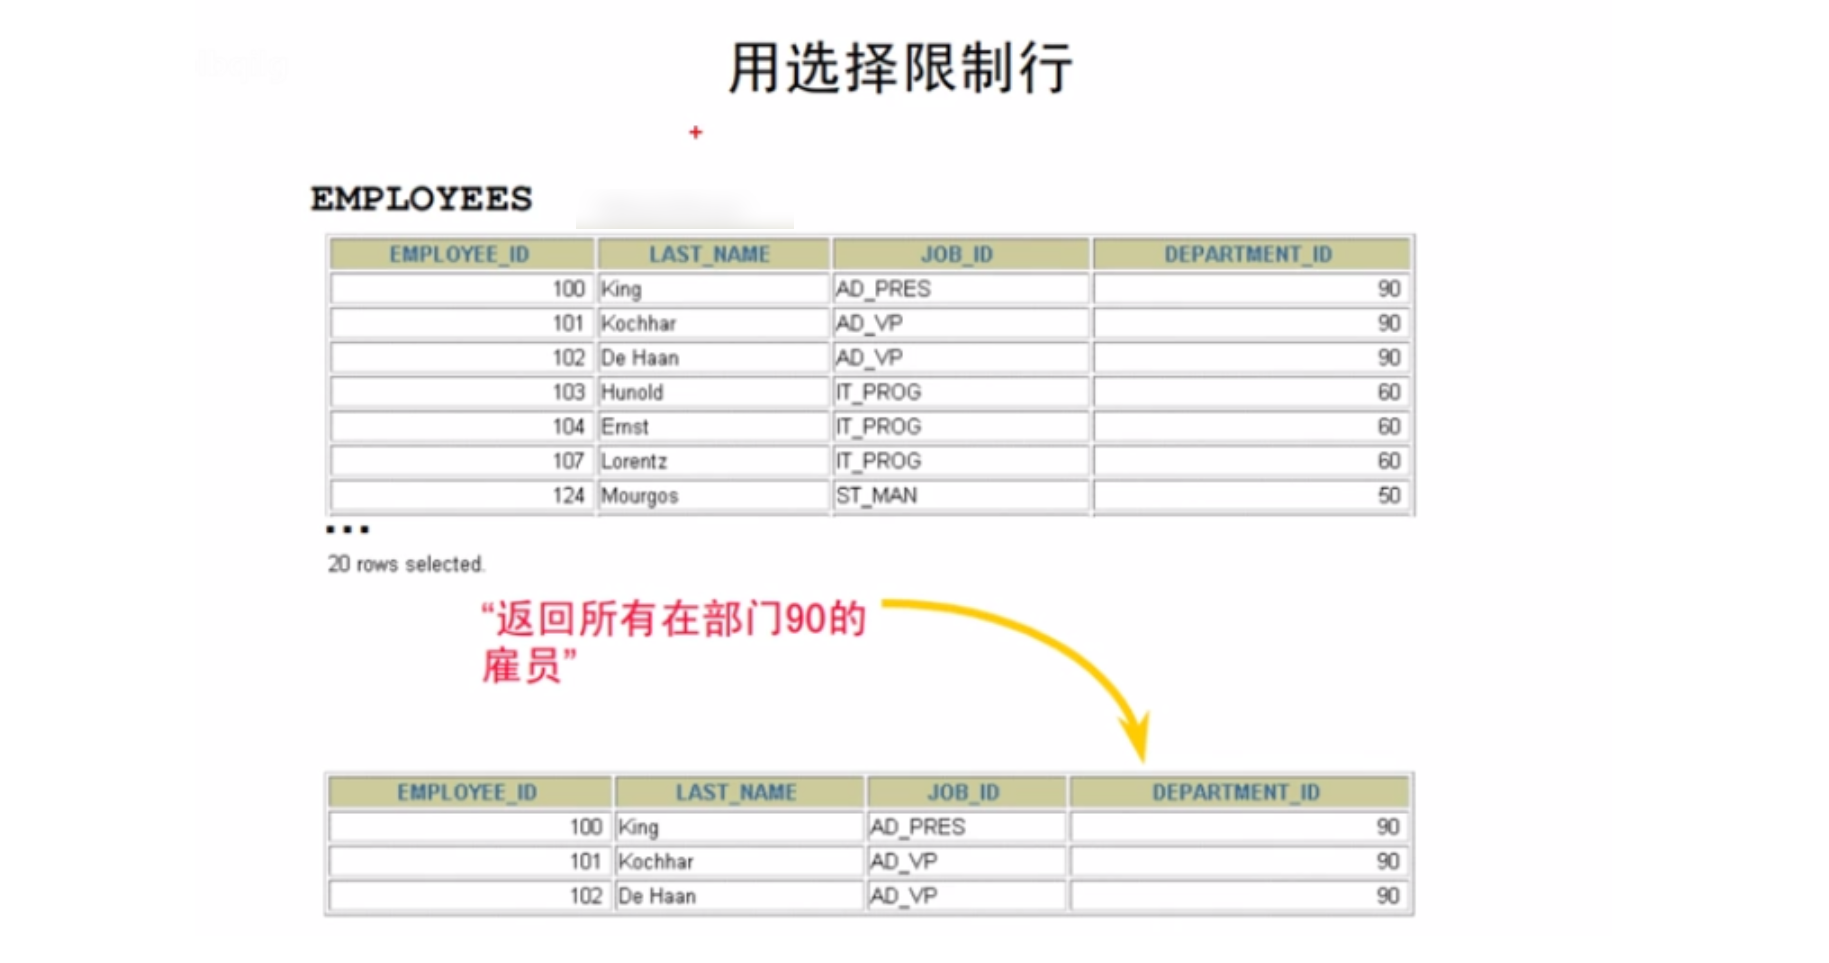 用选择限制行
EMPLOYEES
EMPLOYEE_ID LAST_NAME JOB_ID DEPARTMENT_ID
100 King AD_PRES 90
101 Kochhar AD_VP 90
102 De Haan AD_VP 90
103 Hunold IT_PROG 60
104 Ernst IT_PROG 60
107 Lorentz IT_PROG 60
124 Mourgos ST_MAN 50
...
20 rows selected.
“返回所有在部门90的
雇员”
EMPLOYEE_ID LAST_NAME JOB_ID DEPARTMENT_ID
100 King AD_PRES 90
101 Kochhar AD_VP 90
102 De Haan AD_VP 90